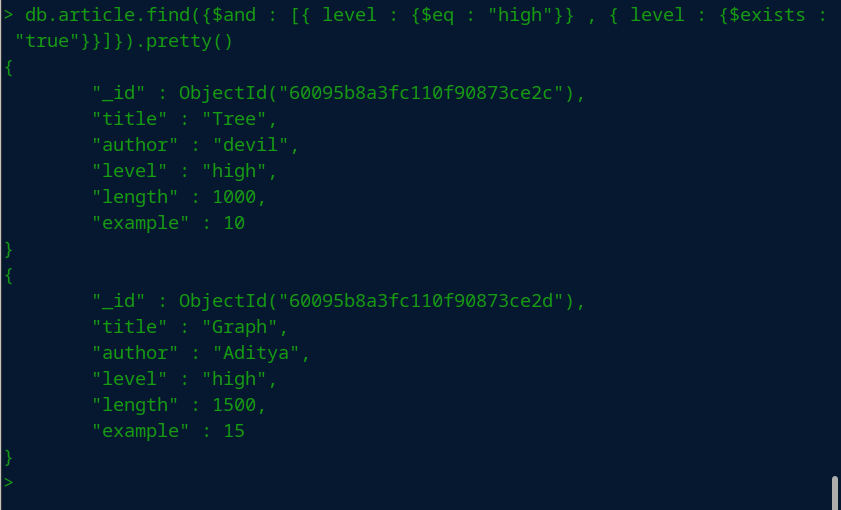 > db.article.find({$and : [{ level : {$eq : "high"}} , { level : {$exists :
"true"}}]}).pretty()
{
"_id" : ObjectId("60095b8a3fc110f90873ce2c"),
"title" : "Tree",
"author" : "devil",
"level" : "high",
"length" : 1000,
"example" : 10
}
{
"_id" : ObjectId("60095b8a3fc110f90873ce2d"),
"title" : "Graph",
"author" : "Aditya",
"level" : "high",
"length" : 1500,
"example" : 15
}
>